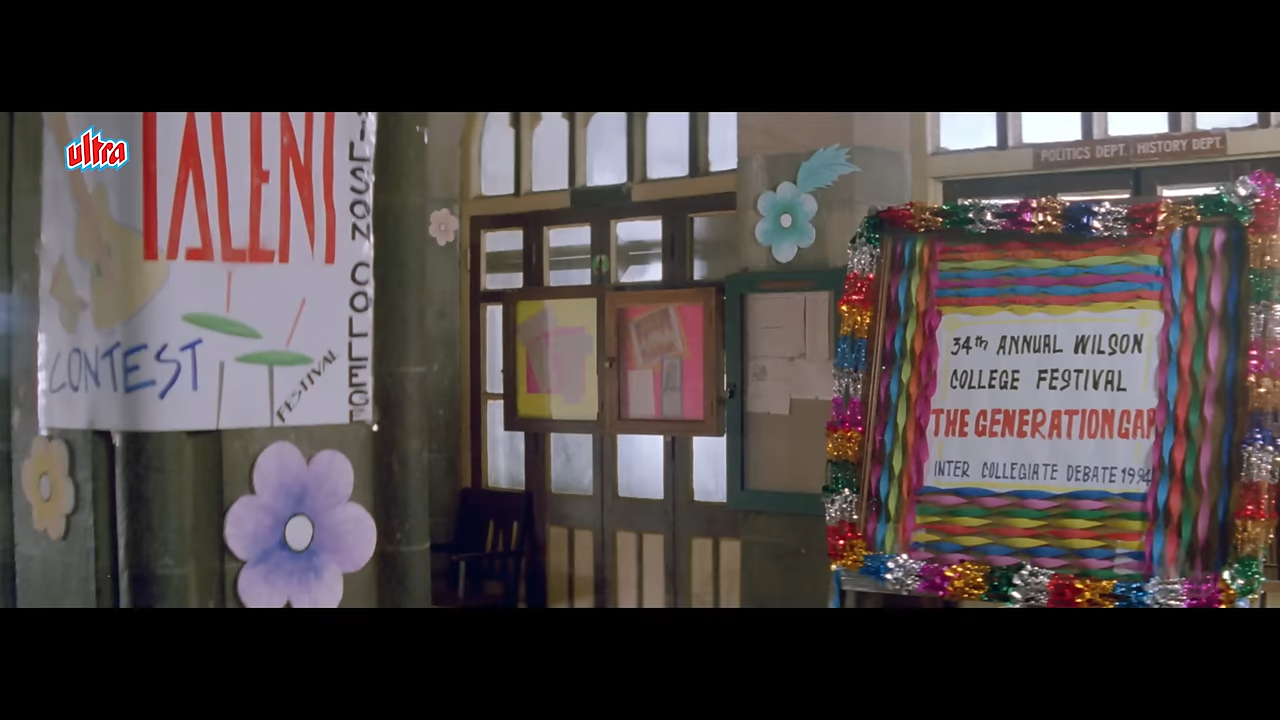 ultra
TALENT
CONTEST
FESTIVAL
WILSON COLLEGE
POLITICS DEPT. HISTORY DEPT.
34th ANNUAL WILSON
COLLEGE FESTIVAL
THE GENERATION GAP
INTER COLLEGIATE DEBATE 1994